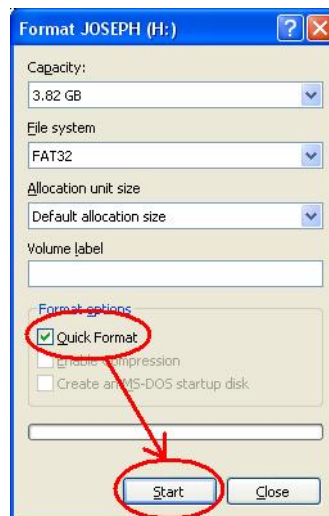 Format JOSEPH (H:)
Capacity:
3.82 GB
File system
FAT32
Allocation unit size
Default allocation size
Volume label
Format options
Quick Format
Enable Compression
Create an MS-DOS startup disk
Start
Close